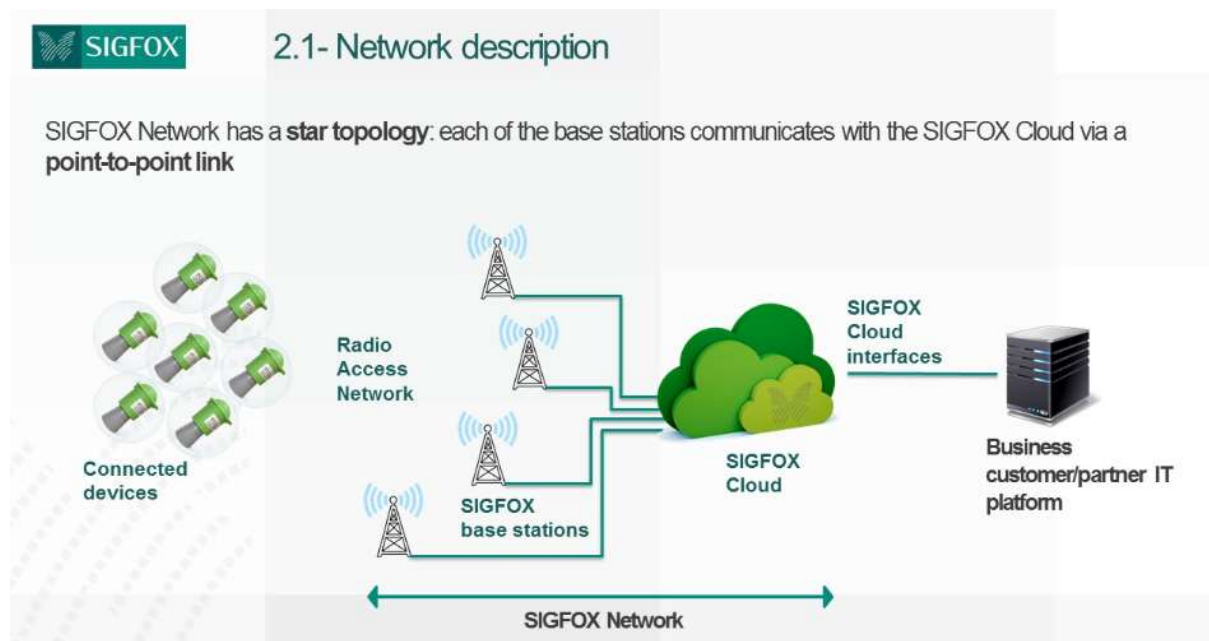 SIGFOX
2.1- Network description
SIGFOX Network has a star topology: each of the base stations communicates with the SIGFOX Cloud via a
point-to-point link
Radio
Access
Network
SIGFOX
Cloud
interfaces
Connected
devices
SIGFOX
base stations
SIGFOX
Cloud
Business
customer/partner IT
platform
SIGFOX Network